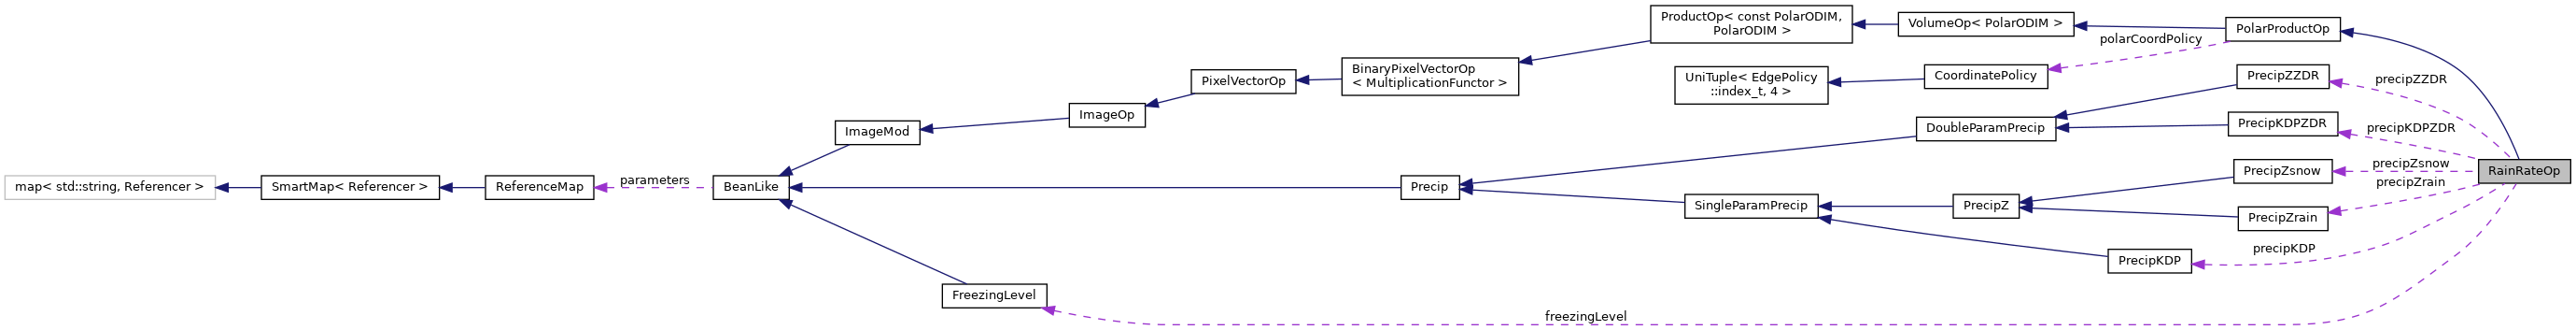 ProductOp< const PolarODIM,
PolarODIM >
VolumeOp< PolarODIM >
PolarProductOp
polarCoordPolicy
BinaryPixelVectorOp
< MultiplicationFunctor >
PixelVectorOp
UniTuple< EdgePolicy
::index_t, 4 >
CoordinatePolicy
PrecipZZDR
precipZZDR
ImageOp
ImageMod
DoubleParamPrecip
PrecipKDPZDR
precipKDPZDR
map< std::string, Referencer >
SmartMap< Referencer >
ReferenceMap
parameters
BeanLike
Precip
PrecipZsnow
precipZsnow
RainRateOp
precipZrain
SingleParamPrecip
PrecipZ
PrecipZrain
precipKDP
PrecipKDP
FreezingLevel
freezingLevel